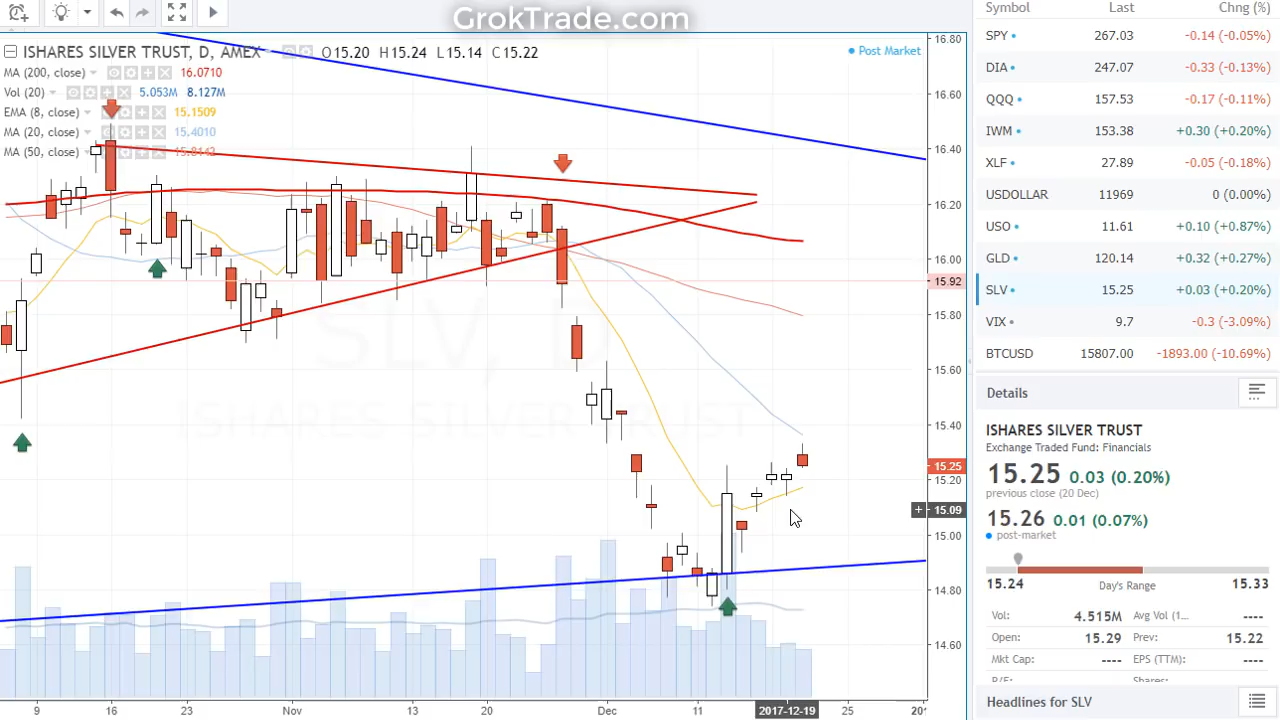 GrokTrade.com
ISHARES SILVER TRUST, D, AMEX O15.20 H15.24 L15.14 C15.22
Post Market
MA (200, close) 16.0710
Vol (20) 5.053M 8.127M
EMA (8, close) 15.1509
MA (20, close) 15.4010
MA (50, close) 15.8142
SLV, D
ISHARES SILVER TRUST
16.80
16.60
16.40
16.20
16.00
15.92
15.80
15.60
15.40
15.25
15.20
15.09
15.00
14.80
14.60
9 16 23 Nov 13 20 Dec 11 2017-12-19 25
Symbol Last Chng (%)
SPY 267.03 -0.14 (-0.05%)
DIA 247.07 -0.33 (-0.13%)
QQQ 157.53 -0.17 (-0.11%)
IWM 153.38 +0.30 (+0.20%)
XLF 27.89 -0.05 (-0.18%)
USDOLLAR 11969 0 (0.00%)
USO 11.61 +0.10 (+0.87%)
GLD 120.14 +0.32 (+0.27%)
SLV 15.25 +0.03 (+0.20%)
VIX 9.7 -0.3 (-3.09%)
BTCUSD 15807.00 -1893.00 (-10.69%)
Details
ISHARES SILVER TRUST
Exchange Traded Fund: Financials
15.25 0.03 (0.20%)
previous close (20 Dec)
15.26 0.01 (0.07%)
post-market
15.24 Day's Range 15.33
Vol: 4.515M Avg Vol (1... ----
Open: 15.29 Prev: 15.22
Mkt Cap: ---- EPS (TTM): ----
Headlines for SLV